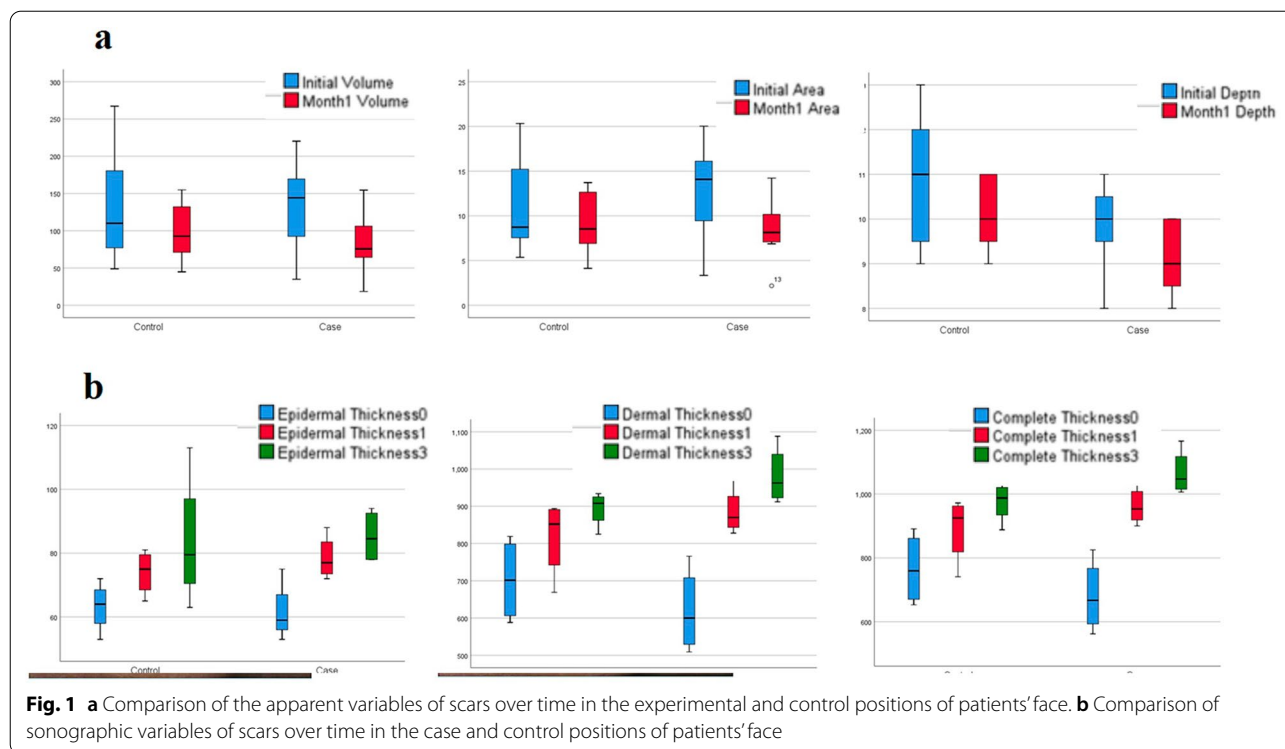 a
Initial Volume
Month1 Volume
300
250
200
150
100
50
0
Control Case
Initial Area
Month1 Area
25
20
15
10
5
0
13
Control Case
Initial Depth
Month1 Depth
10
9
8
Control Case
b
Epidermal Thickness0
Epidermal Thickness1
Epidermal Thickness3
120
100
80
60
Control Case
Dermal Thickness0
Dermal Thickness1
Dermal Thickness3
1,100
1,000
900
800
700
600
500
Complete Thickness0
Complete Thickness1
Complete Thickness3
1,200
1,000
800
600
Fig. 1 a Comparison of the apparent variables of scars over time in the experimental and control positions of patients’ face. b Comparison of
sonographic variables of scars over time in the case and control positions of patients’ face